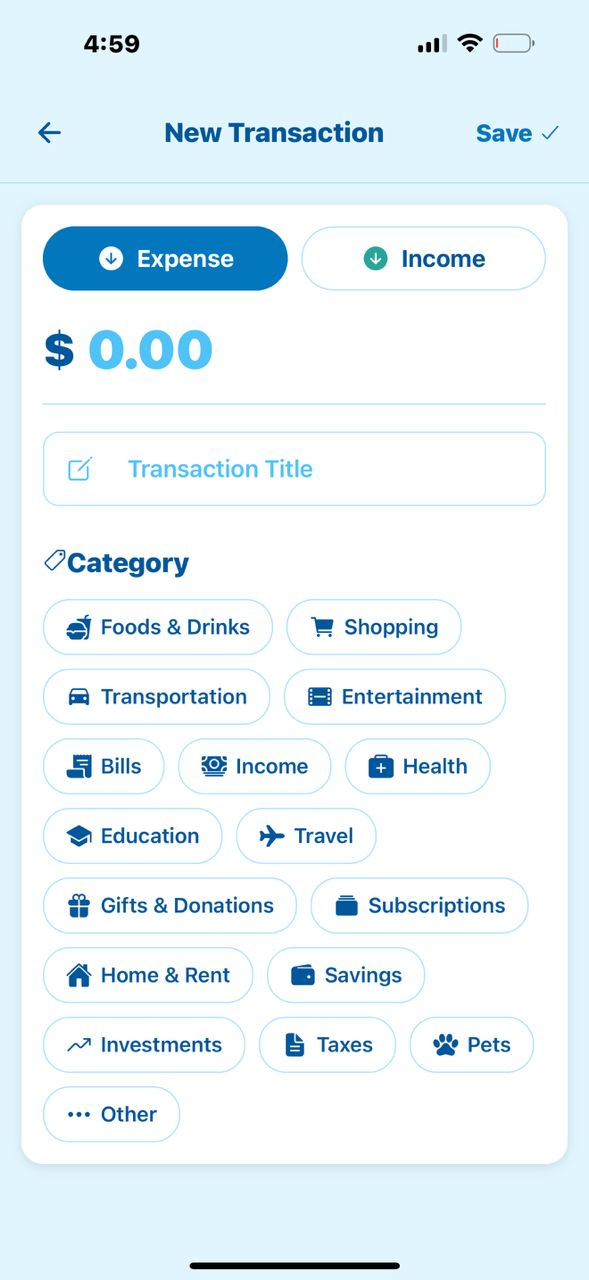 4:59
New Transaction
Save
Expense
Income
$ 0.00
Transaction Title
Category
Foods & Drinks
Shopping
Transportation
Entertainment
Bills
Income
Health
Education
Travel
Gifts & Donations
Subscriptions
Home & Rent
Savings
Investments
Taxes
Pets
Other